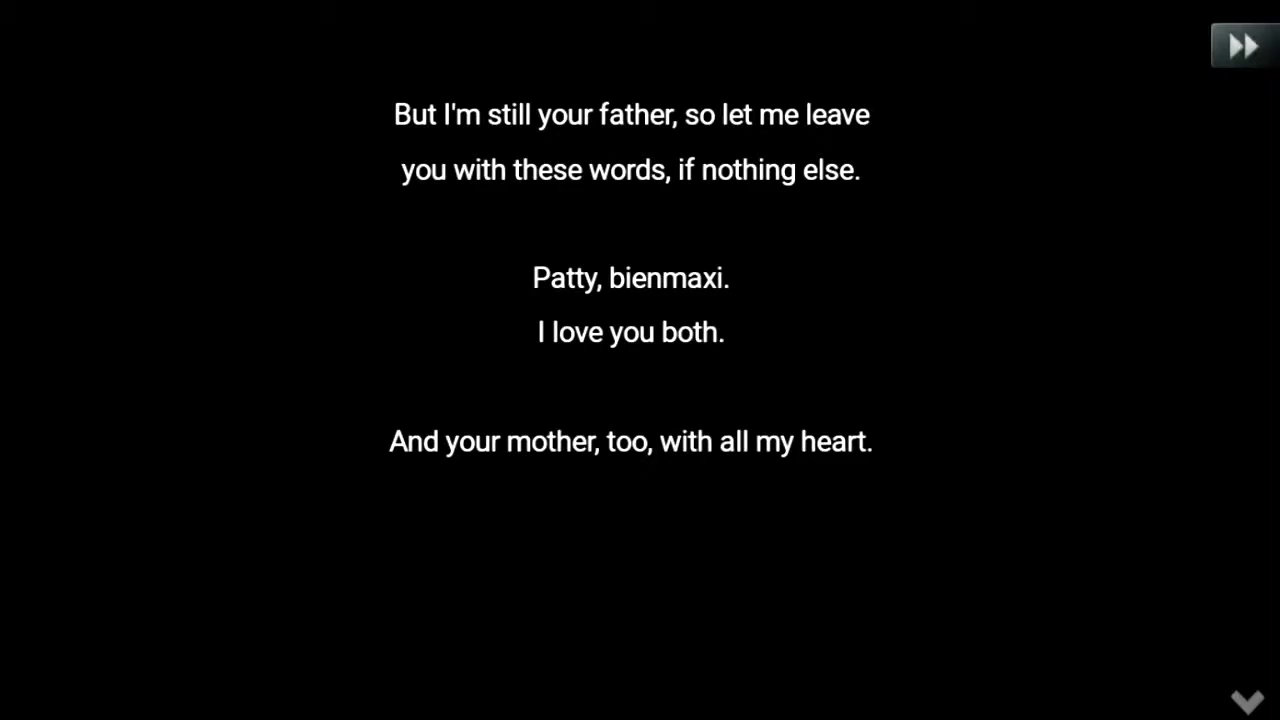 But I'm still your father, so let me leave
you with these words, if nothing else.
Patty, bienmaxi.
I love you both.
And your mother, too, with all my heart.